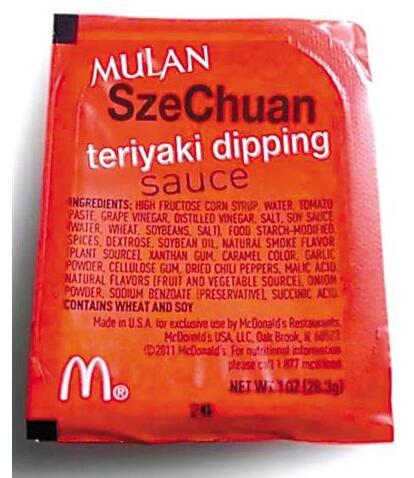 MULAN
SzeChuan
teriyaki dipping
sauce
INGREDIENTS: HIGH FRUCTOSE CORN SYRUP, WATER, TOMATO
PASTE, GRAPE VINEGAR, DISTILLED VINEGAR, SALT, SOY SAUCE
(WATER, WHEAT, SOYBEANS, SALT), FOOD STARCH-MODIFIED,
SPICES, DEXTROSE, SOYBEAN OIL, NATURAL SMOKE FLAVOR
(PLANT SOURCE), XANTHAN GUM, CARAMEL COLOR, GARLIC
POWDER, CELLULOSE GUM, DRIED CHILI PEPPERS, MALIC ACID
NATURAL FLAVORS (FRUIT AND VEGETABLE SOURCE), ONION
POWDER, SODIUM BENZOATE (PRESERVATIVE), SUCCINIC ACID.
CONTAINS WHEAT AND SOY
Made in U.S.A. for exclusive use by McDonald's Restaurants,
McDonald's USA, LLC, Oak Brook, IL 60523
©2011 McDonald's. For nutritional information
please call 1 877
M®
NET WT. 1 OZ (28.3g)